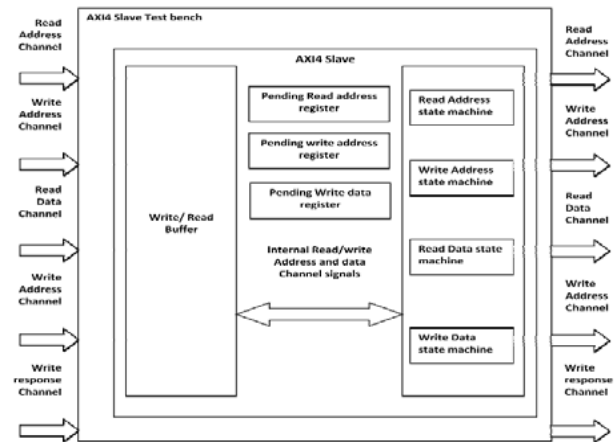 Read
Address
Channel
Write
Address
Channel
Read
Data
Channel
Write
Address
Channel
Write
response
Channel
AXI4 Slave Test bench
AXI4 Slave
Write/ Read
Buffer
Pending Read address
register
Pending write address
register
Pending Write data
register
Internal Read/write
Address and data
Channel signals
Read Address
state machine
Write Address
state machine
Read Data state
machine
Write Data
state machine
Read
Address
Channel
Write
Address
Channel
Read
Data
Channel
Write
Address
Channel
Write
response
Channel